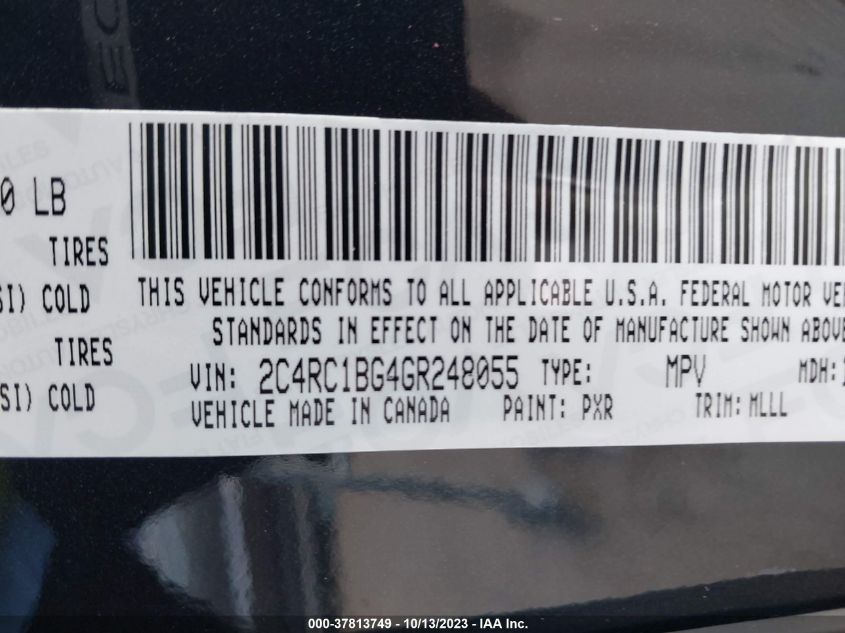 0 LB
TIRES
SI) COLD
TIRES
SI) COLD
THIS VEHICLE CONFORMS TO ALL APPLICABLE U.S.A. FEDERAL MOTOR VEH
STANDARDS IN EFFECT ON THE DATE OF MANUFACTURE SHOWN ABOVE
VIN: 2C4RC1BG4GR248055 TYPE: MPV MDH:
VEHICLE MADE IN CANADA PAINT: PXR TRIM: MLLL
000-37813749 - 10/13/2023 - IAA Inc.